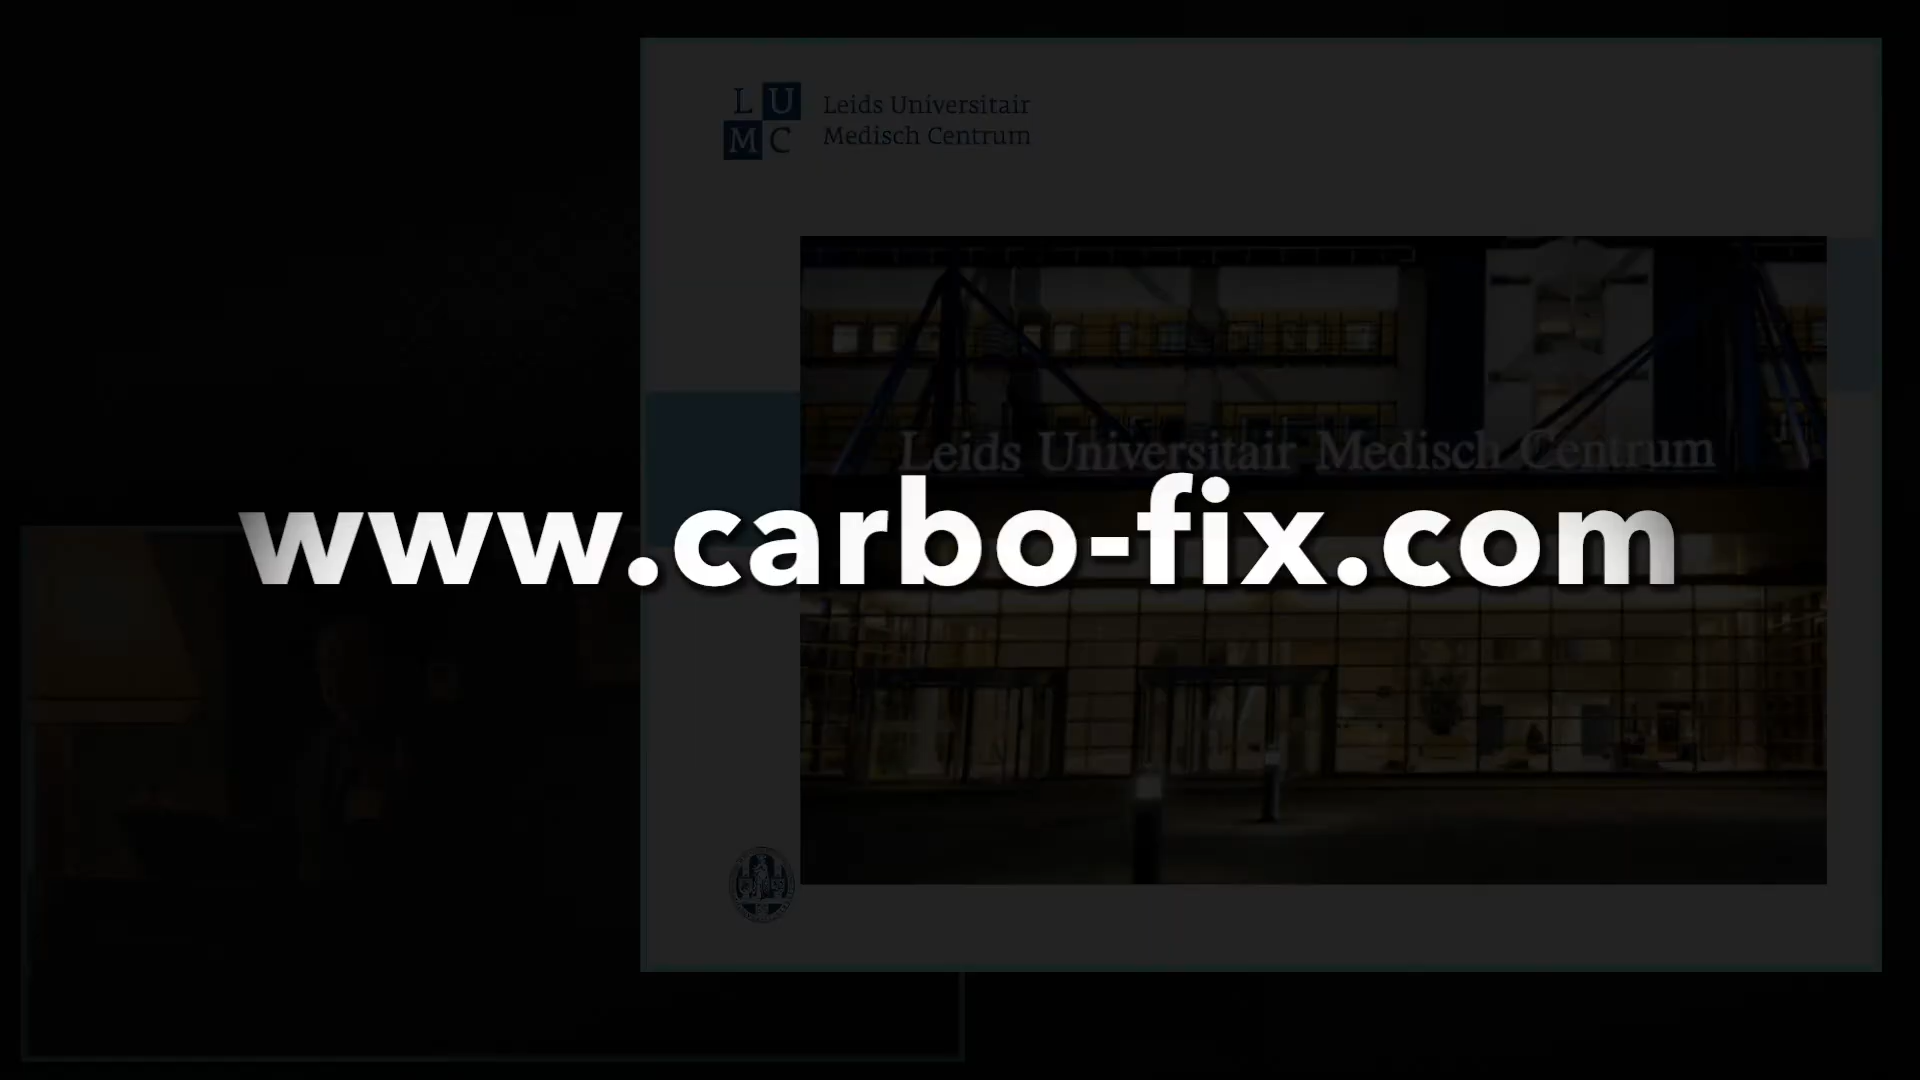 L U
M C
Leids Universitair
Medisch Centrum
Leids Universitair Medisch Centrum
www.carbo-fix.com